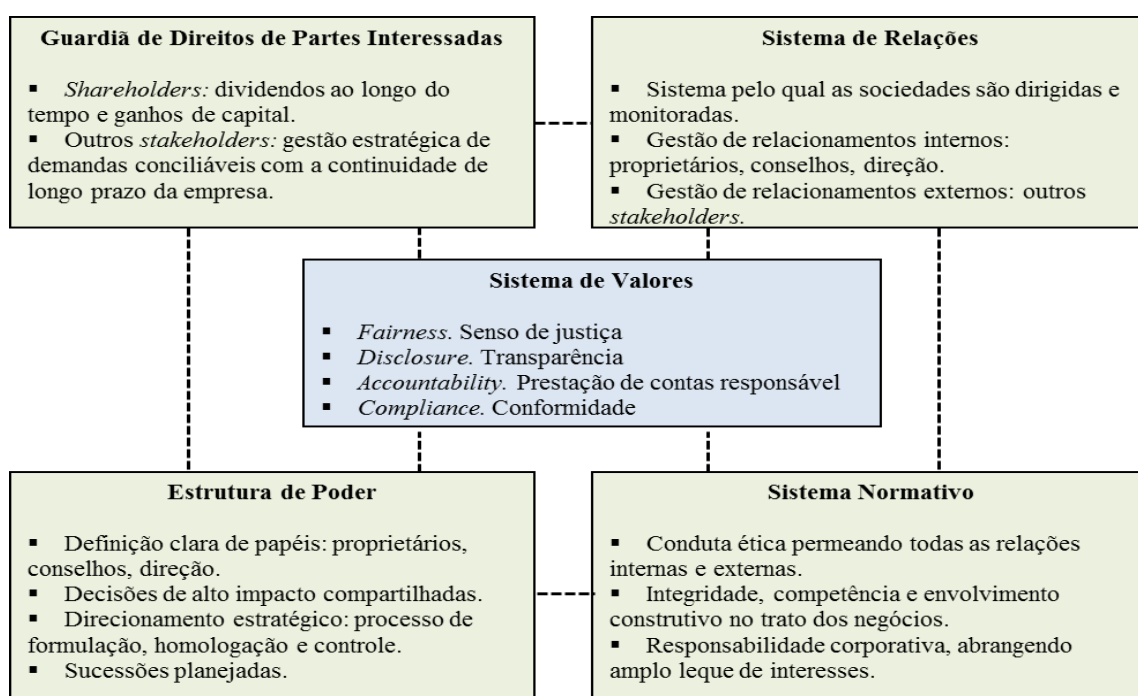 Guardiã de Direitos de Partes Interessadas
▪ Shareholders: dividendos ao longo do
tempo e ganhos de capital.
▪ Outros stakeholders: gestão estratégica de
demandas conciliáveis com a continuidade de
longo prazo da empresa.
Sistema de Relações
▪ Sistema pelo qual as sociedades são dirigidas e
monitoradas.
▪ Gestão de relacionamentos internos:
proprietários, conselhos, direção.
▪ Gestão de relacionamentos externos: outros
stakeholders.
Sistema de Valores
▪ Fairness. Senso de justiça
▪ Disclosure. Transparência
▪ Accountability. Prestação de contas responsável
▪ Compliance. Conformidade
Estrutura de Poder
▪ Definição clara de papéis: proprietários,
conselhos, direção.
▪ Decisões de alto impacto compartilhadas.
▪ Direcionamento estratégico: processo de
formulação, homologação e controle.
▪ Sucessões planejadas.
Sistema Normativo
▪ Conduta ética permeando todas as relações
internas e externas.
▪ Integridade, competência e envolvimento
construtivo no trato dos negócios.
▪ Responsabilidade corporativa, abrangendo
amplo leque de interesses.